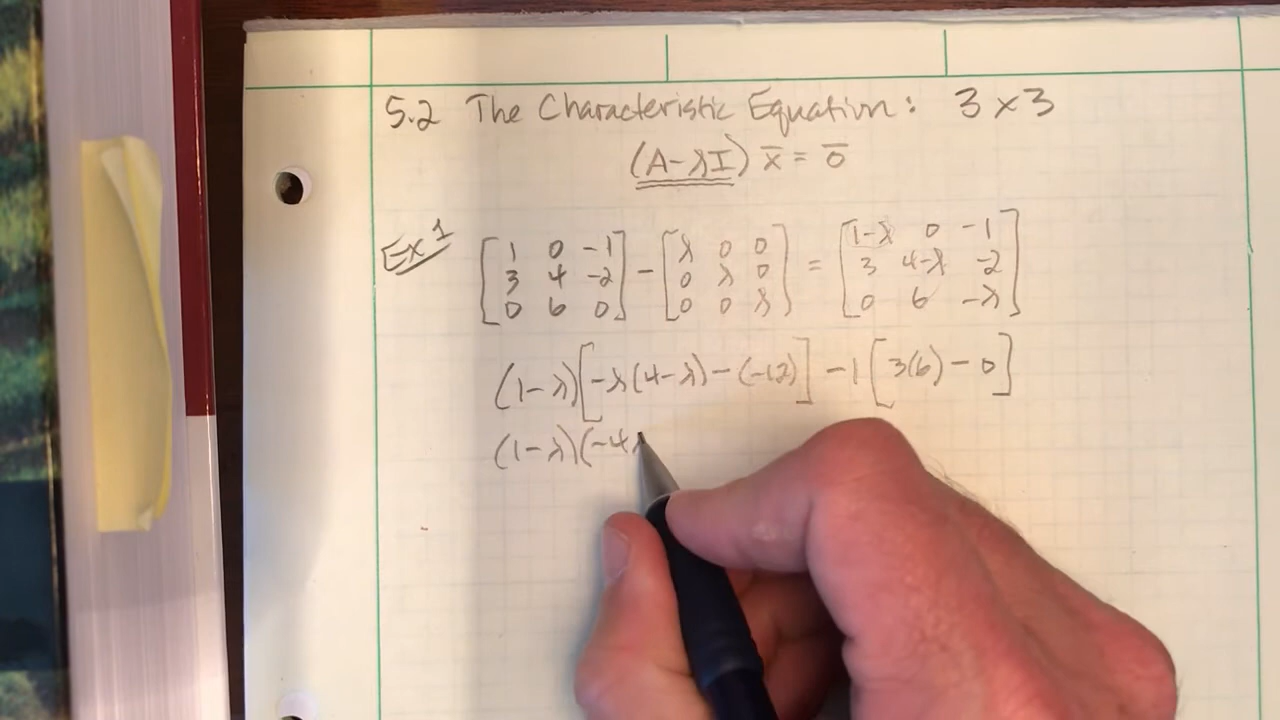 5.2 The Characteristic Equation: 3 x 3
(A-λI) x̄ = 0̄
Ex 1
[1 0 -1; 3 4 -2; 0 6 0] - [λ 0 0; 0 λ 0; 0 0 λ] = [1-λ 0 -1; 3 4-λ -2; 0 6 -λ]
(1-λ)[-λ(4-λ)-(-12)] -1[3(6)-0]
(1-λ)(-4λ